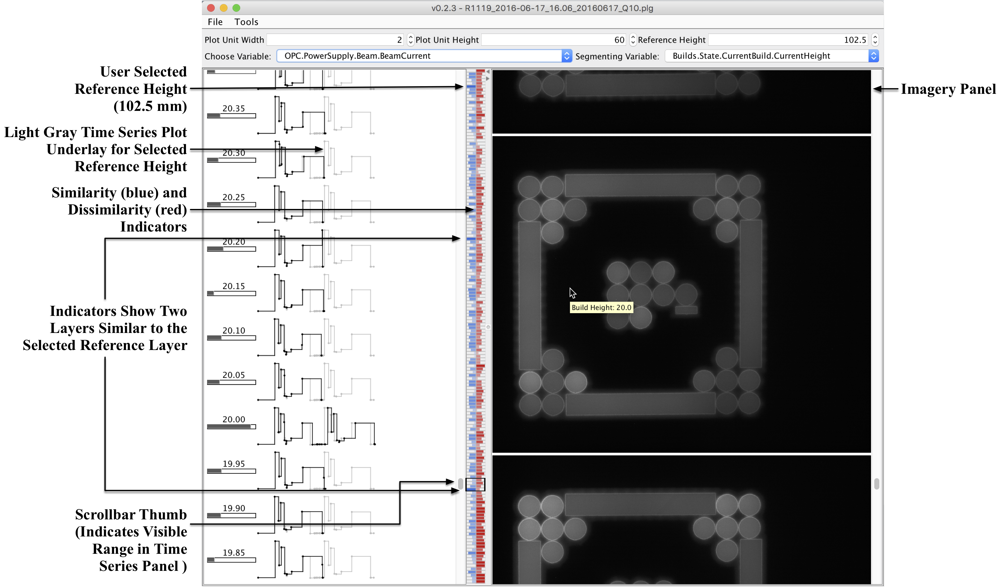 v0.2.3 - R1119_2016-06-17_16.06_20160617_Q10.plg
File Tools
Plot Unit Width 2 Plot Unit Height 60 Reference Height 102.5
Choose Variable: OPC.PowerSupply.Beam.BeamCurrent Segmenting Variable: Builds.State.CurrentBuild.CurrentHeight
User Selected
Reference Height
(102.5 mm)
Imagery Panel
Light Gray Time Series Plot
Underlay for Selected
Reference Height
Similarity (blue) and
Dissimilarity (red)
Indicators
Indicators Show Two
Layers Similar to the
Selected Reference Layer
Scrollbar Thumb
(Indicates Visible
Range in Time
Series Panel )
20.35
20.30
20.25
20.20
20.15
20.10
20.05
20.00
19.95
19.90
19.85
Build Height: 20.0